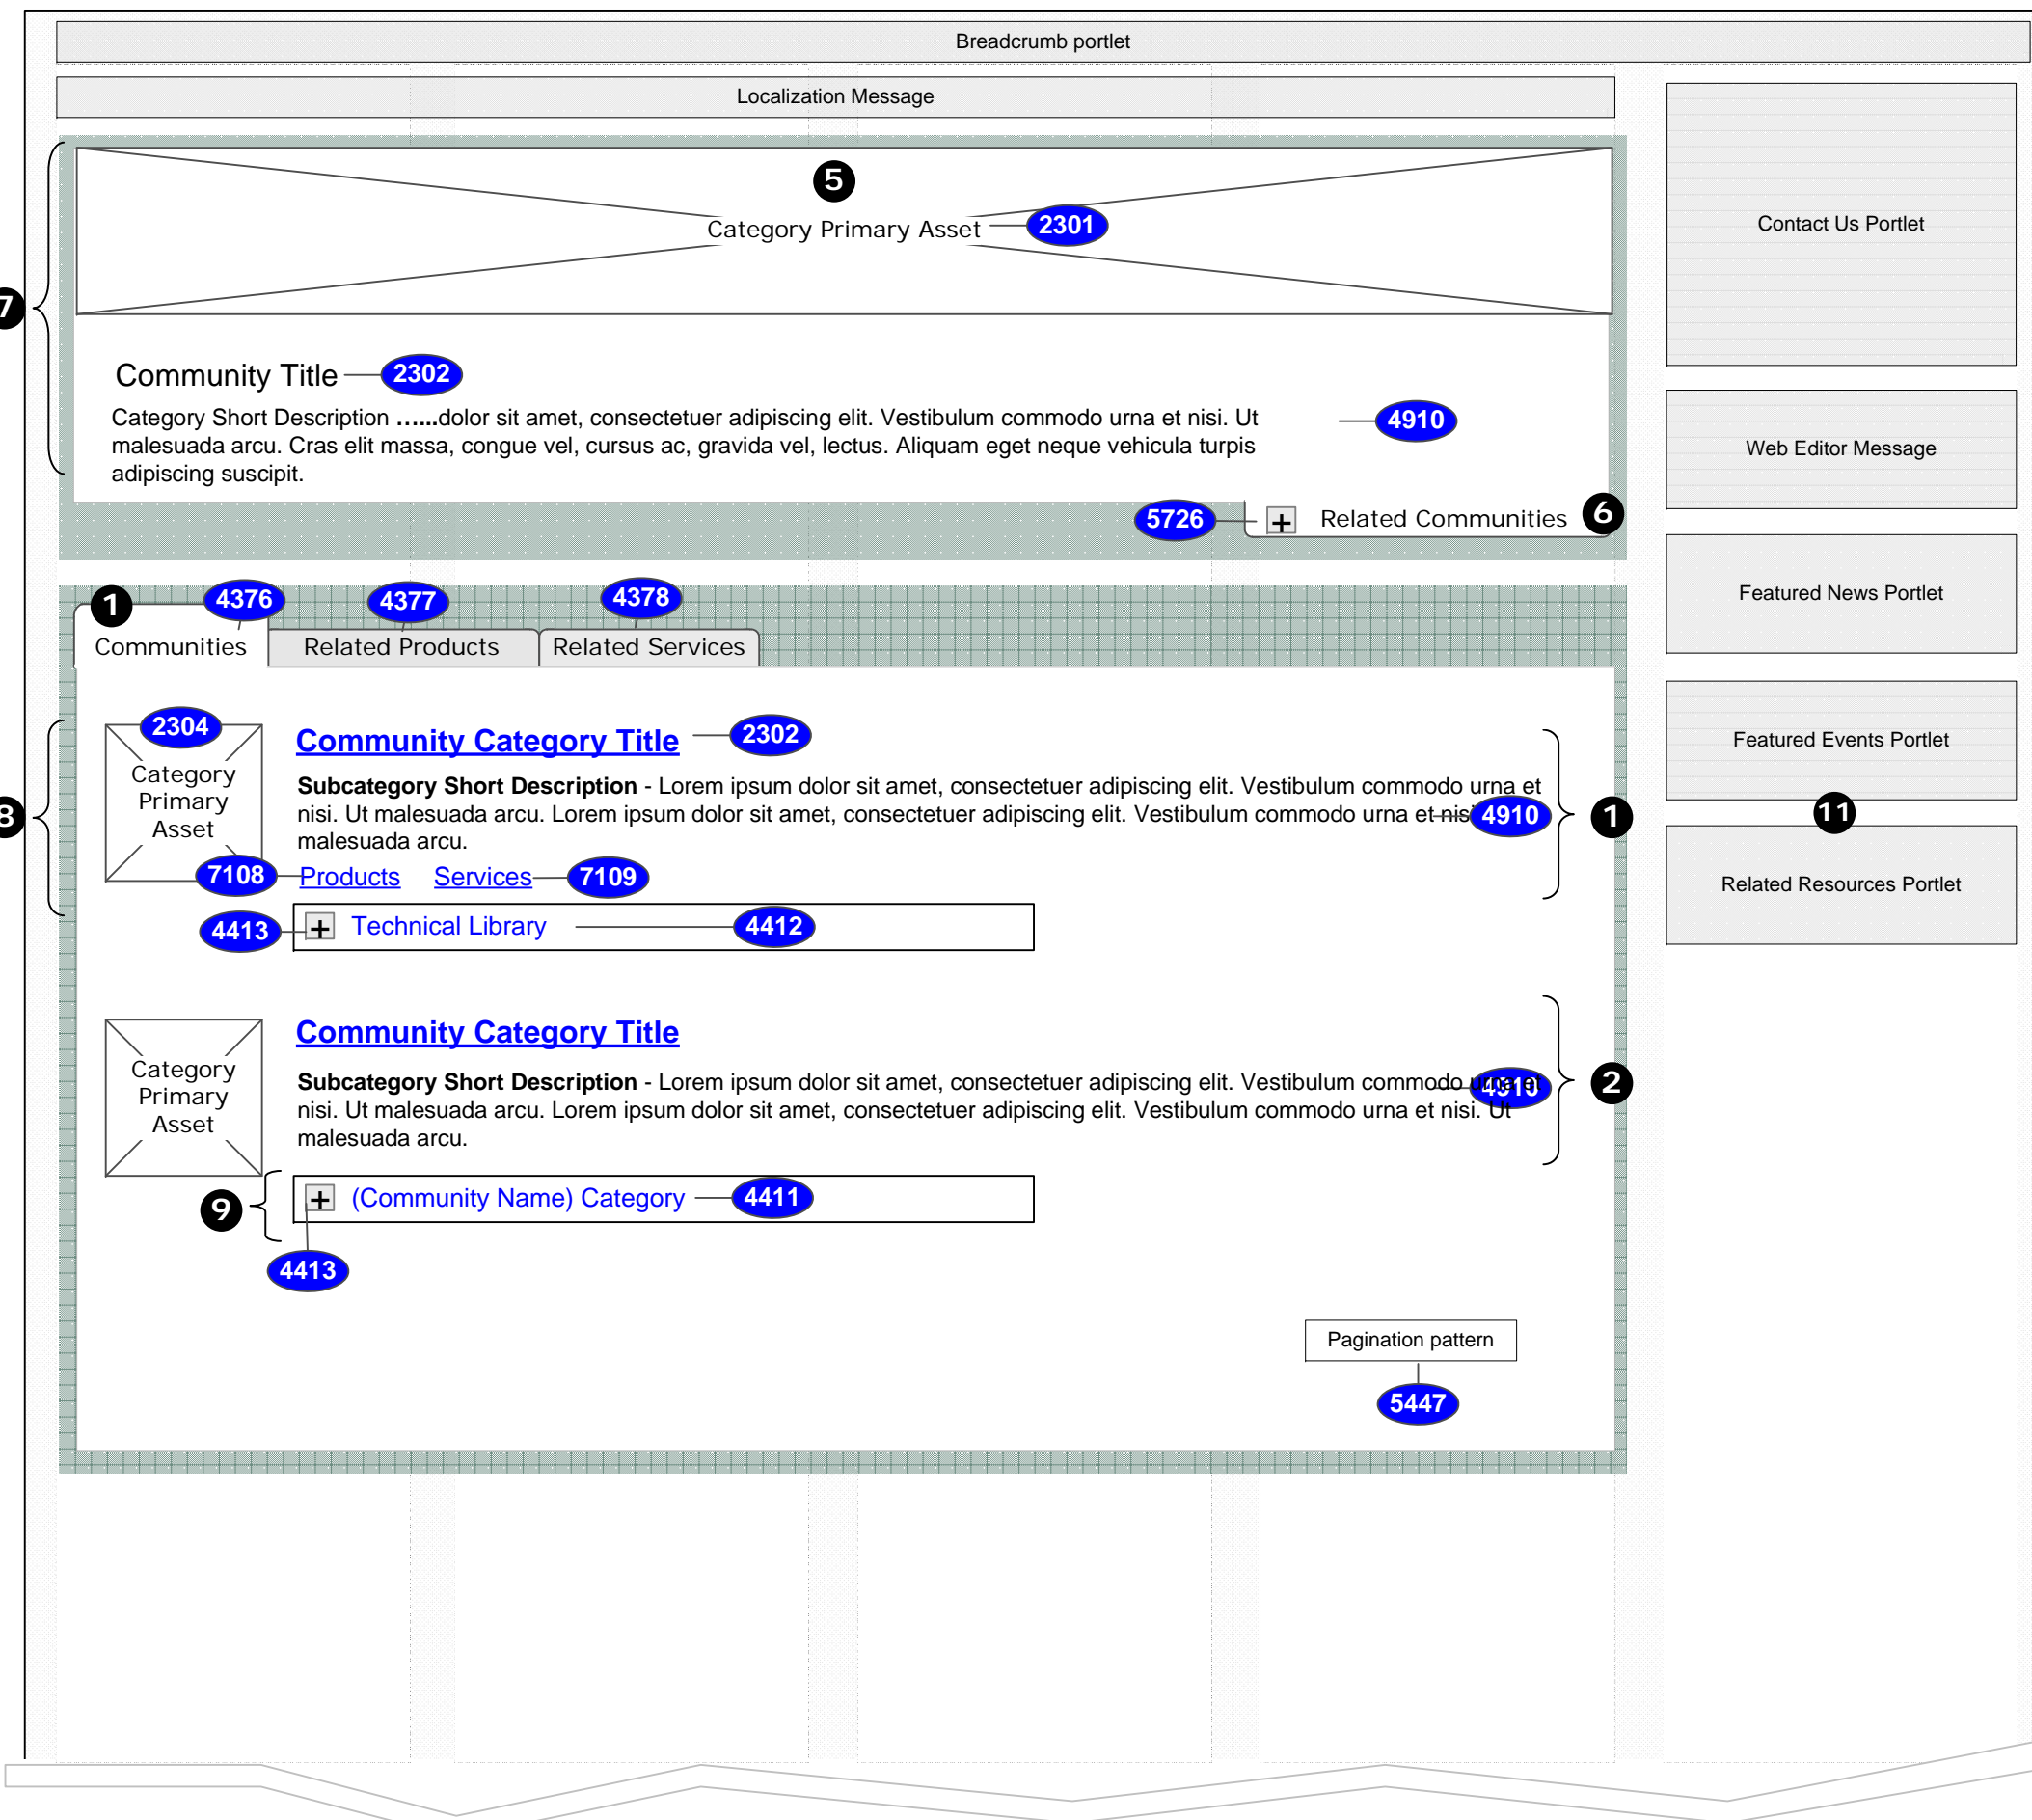 Breadcrumb portlet
Localization Message
5
Category Primary Asset
2301
Contact Us Portlet
7
Community Title
2302
Category Short Description …...dolor sit amet, consectetuer adipiscing elit. Vestibulum commodo urna et nisi. Ut
malesuada arcu. Cras elit massa, congue vel, cursus ac, gravida vel, lectus. Aliquam eget neque vehicula turpis
adipiscing suscipit.
4910
Web Editor Message
5726
+
Related Communities
6
Featured News Portlet
1
4376
4377
4378
Communities
Related Products
Related Services
Featured Events Portlet
11
Related Resources Portlet
8
2304
Category
Primary
Asset
Community Category Title
2302
Subcategory Short Description - Lorem ipsum dolor sit amet, consectetuer adipiscing elit. Vestibulum commodo urna et
nisi. Ut malesuada arcu. Lorem ipsum dolor sit amet, consectetuer adipiscing elit. Vestibulum commodo urna et
malesuada arcu.
4910
1
7108
Products
Services
7109
4413
+
Technical Library
4412
Category
Primary
Asset
Community Category Title
Subcategory Short Description - Lorem ipsum dolor sit amet, consectetuer adipiscing elit. Vestibulum commodo urna et
nisi. Ut malesuada arcu. Lorem ipsum dolor sit amet, consectetuer adipiscing elit. Vestibulum commodo urna et nisi. Ut
malesuada arcu.
4910
2
9
+
(Community Name) Category
4411
4413
Pagination pattern
5447